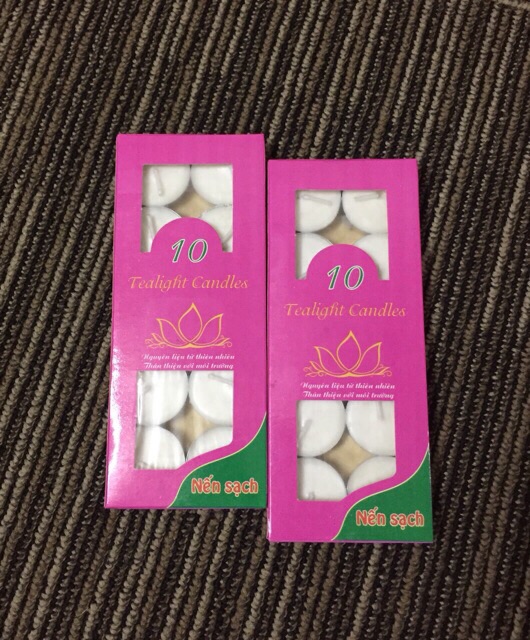 10
Tealight Candles
Nguyên liệu từ thiên nhiên
Thân thiện với môi trường
Nến sạch
10
Tealight Candles
Nguyên liệu từ thiên nhiên
Thân thiện với môi trường
Nến sạch